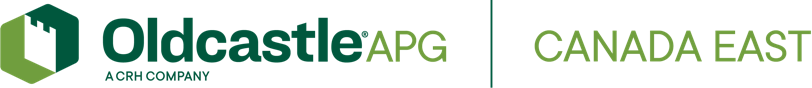 Oldcastle® APG
A CRH COMPANY
CANADA EAST